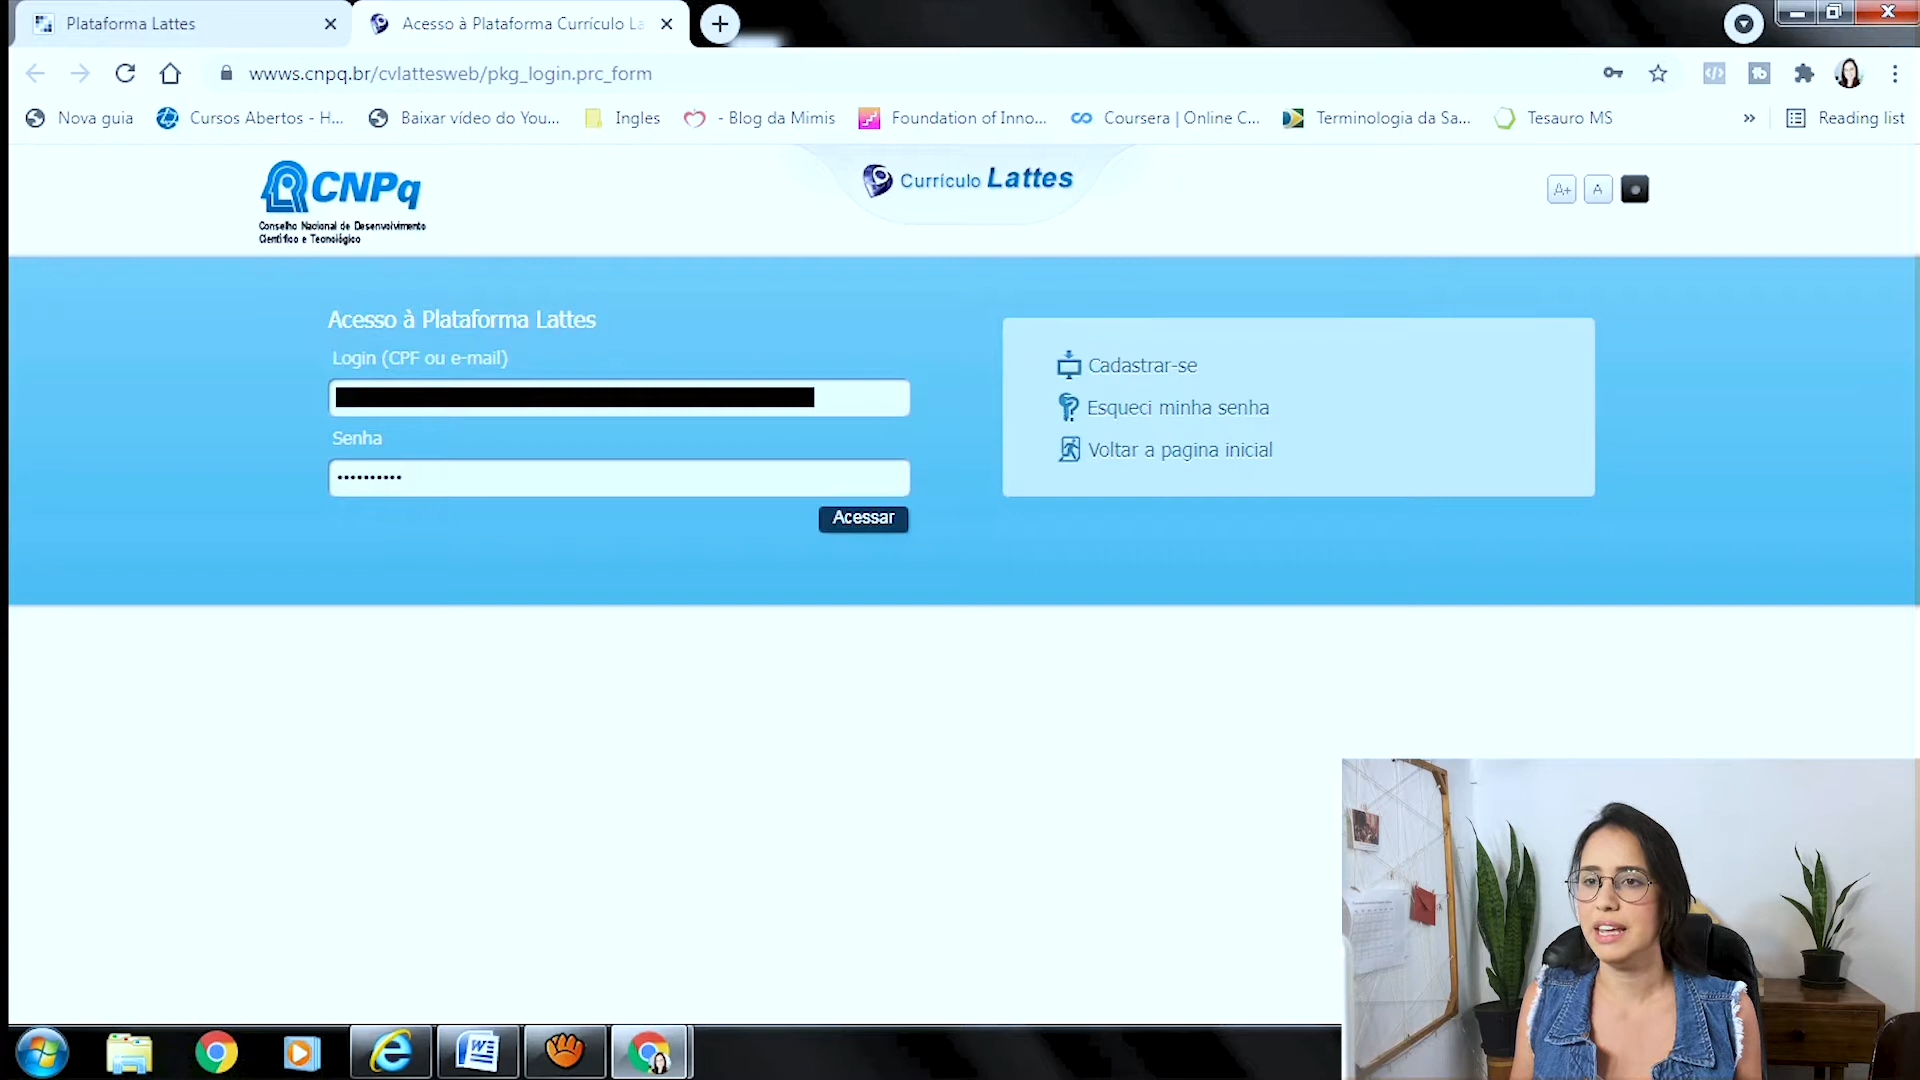 Plataforma Lattes
Acesso à Plataforma Currículo La
wwws.cnpq.br/cvlattesweb/pkg_login.prc_form
Nova guia
Cursos Abertos - H...
Baixar vídeo do You...
Ingles
- Blog da Mimis
Foundation of Inno...
Coursera | Online C...
Terminologia da Sa...
Tesauro MS
»
Reading list
CNPq
Conselho Nacional de Desenvolvimento
Científico e Tecnológico
Currículo Lattes
A+
A
Acesso à Plataforma Lattes
Login (CPF ou e-mail)
Senha
••••••••••
Acessar
Cadastrar-se
Esqueci minha senha
Voltar a pagina inicial